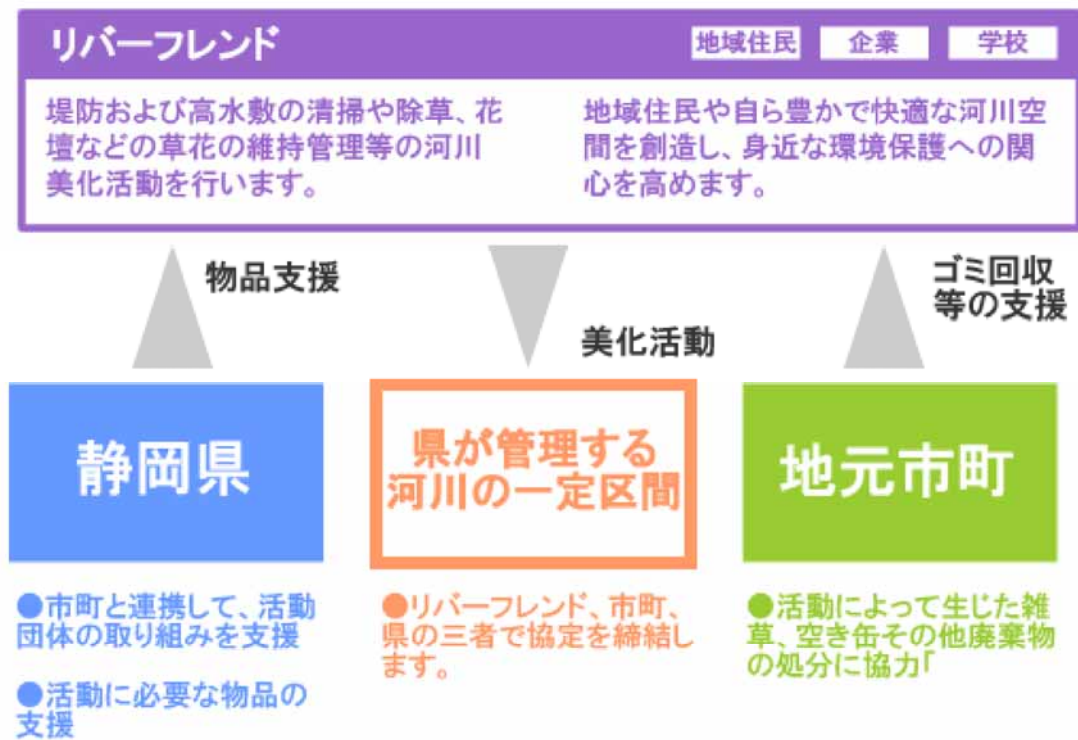 リバーフレンド
地域住民 企業 学校
堤防および高水敷の清掃や除草、花
壇などの草花の維持管理等の河川
美化活動を行います。
地域住民や自ら豊かで快適な河川空
間を創造し、身近な環境保護への関
心を高めます。
物品支援
美化活動
ゴミ回収
等の支援
静岡県
県が管理する
河川の一定区間
地元市町
●市町と連携して、活動
団体の取り組みを支援
●活動に必要な物品の
支援
●リバーフレンド、市町、
県の三者で協定を締結し
ます。
●活動によって生じた雑
草、空き缶その他廃棄物
の処分に協力｢